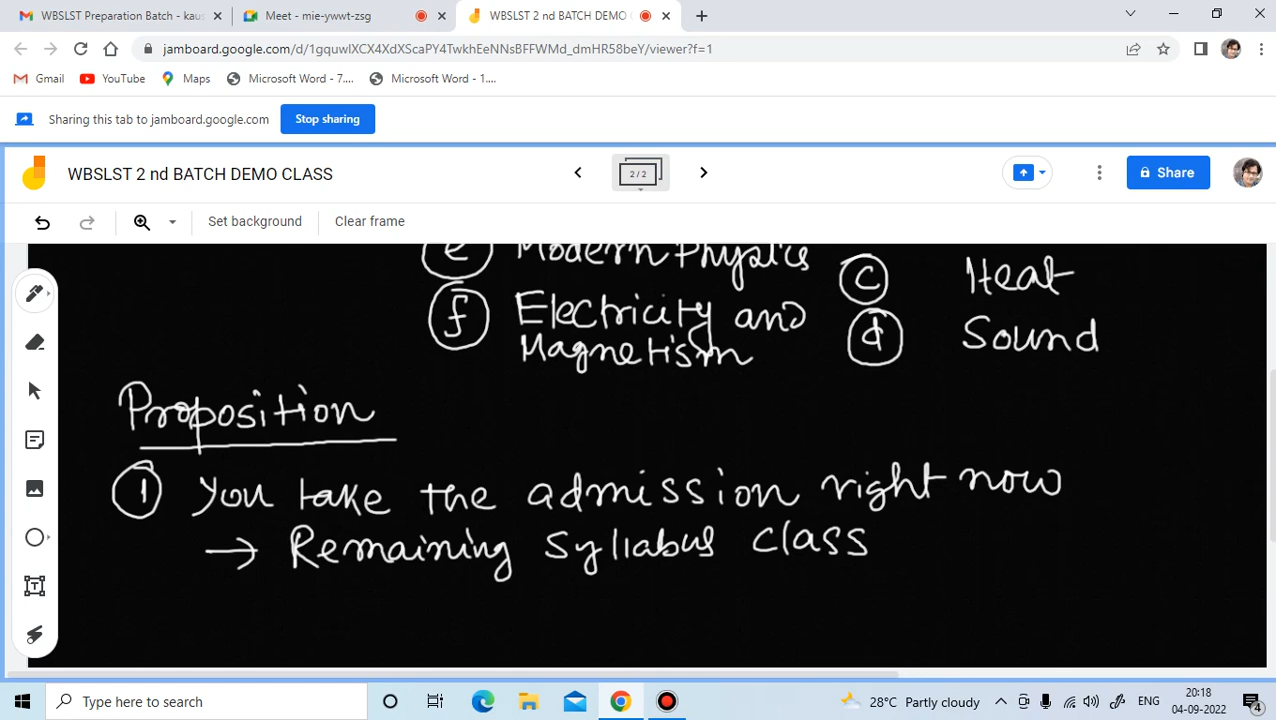 WBSLST Preparation Batch - kaus
Meet - mie-ywwt-zsg
WBSLST 2 nd BATCH DEMO C
jamboard.google.com/d/1gquwlXCX4XdXScaPY4TwkhEeNNsBFFWMd_dmHR58beY/viewer?f=1
Gmail YouTube Maps Microsoft Word - 7.... Microsoft Word - 1....
Sharing this tab to jamboard.google.com Stop sharing
WBSLST 2 nd BATCH DEMO CLASS 2 / 2 Share
Set background Clear frame
e Modern Physics
c Heat
f Electricity and
Magnetism
d Sound
Proposition
1 You take the admission right now
→ Remaining Syllabus class
Type here to search
28°C Partly cloudy ENG 20:18
04-09-2022 4